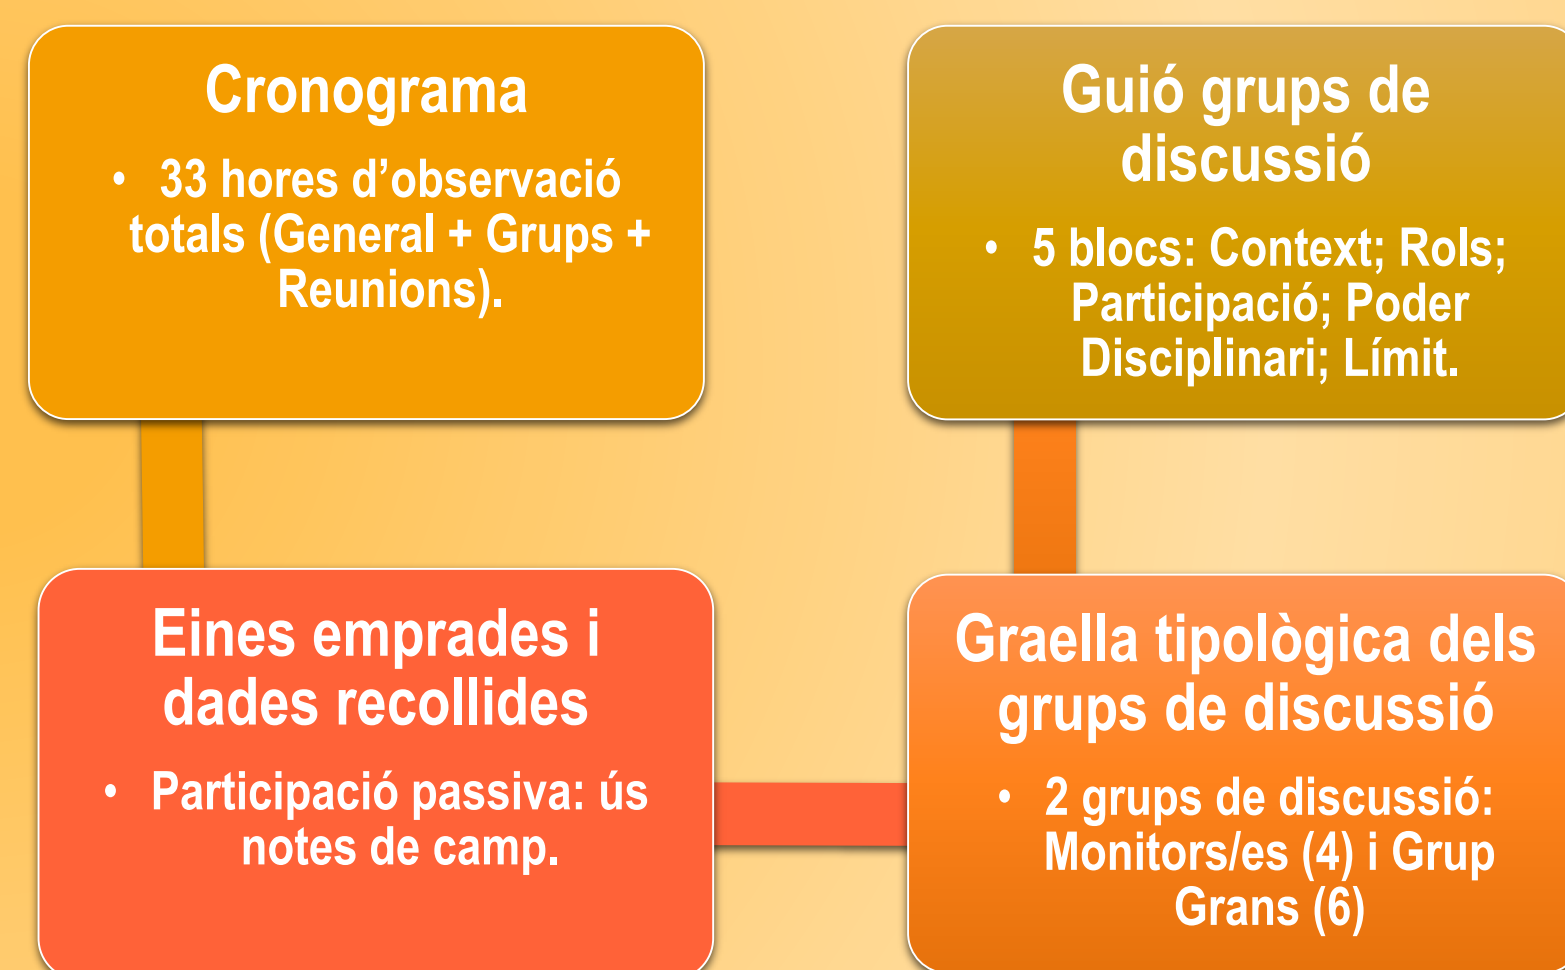 Cronograma
• 33 hores d’observació
totals (General + Grups +
Reunions).
Eines emprades i
dades recollides
• Participació passiva: ús
notes de camp.
Graella tipològica dels
grups de discussió
• 2 grups de discussió:
Monitors/es (4) i Grup
Grans (6)
Guió grups de
discussió
• 5 blocs: Context; Rols;
Participació; Poder
Disciplinari; Límit.